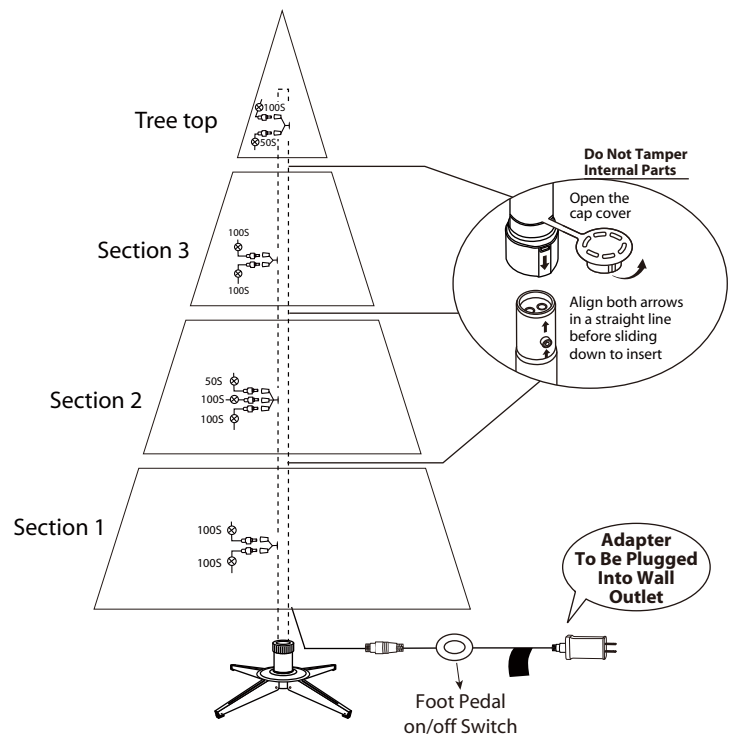 Tree top
100S
50S
Do Not Tamper
Internal Parts
Open the
cap cover
Section 3
100S
100S
Align both arrows
in a straight line
before sliding
down to insert
Section 2
50S
100S
100S
Section 1
100S
100S
Adapter
To Be Plugged
Into Wall
Outlet
Foot Pedal
on/off Switch